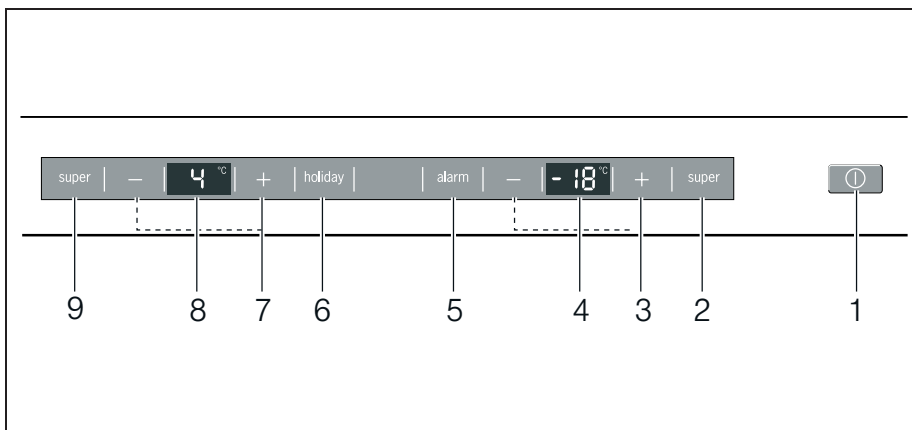 super | − | 4 °C | + | holiday | | alarm | − | -18 °C | + | super
9 8 7 6 5 4 3 2 1